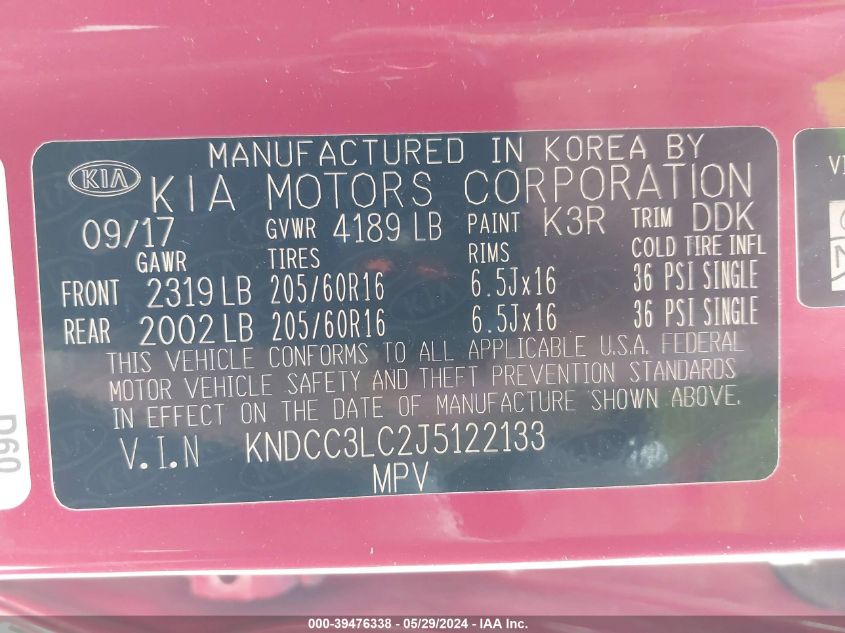 MANUFACTURED IN KOREA BY
KIA KIA MOTORS CORPORATION
09/17 GVWR 4189 LB PAINT K3R TRIM DDK
GAWR TIRES RIMS COLD TIRE INFL
FRONT 2319 LB 205/60R16 6.5Jx16 36 PSI SINGLE
REAR 2002 LB 205/60R16 6.5Jx16 36 PSI SINGLE
THIS VEHICLE CONFORMS TO ALL APPLICABLE U.S.A. FEDERAL
MOTOR VEHICLE SAFETY AND THEFT PREVENTION STANDARDS
IN EFFECT ON THE DATE OF MANUFACTURE SHOWN ABOVE.
V.I.N KNDCC3LC2J5122133
MPV
D60
000-39476338 - 05/29/2024 - IAA Inc.